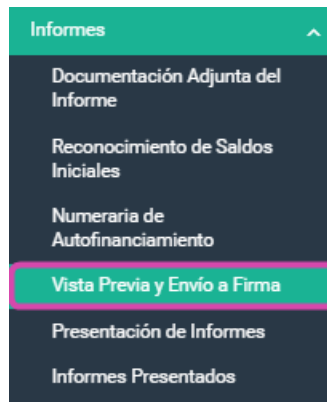 Informes
Documentación Adjunta del
Informe
Reconocimiento de Saldos
Iniciales
Numeraria de
Autofinanciamiento
Vista Previa y Envío a Firma
Presentación de Informes
Informes Presentados